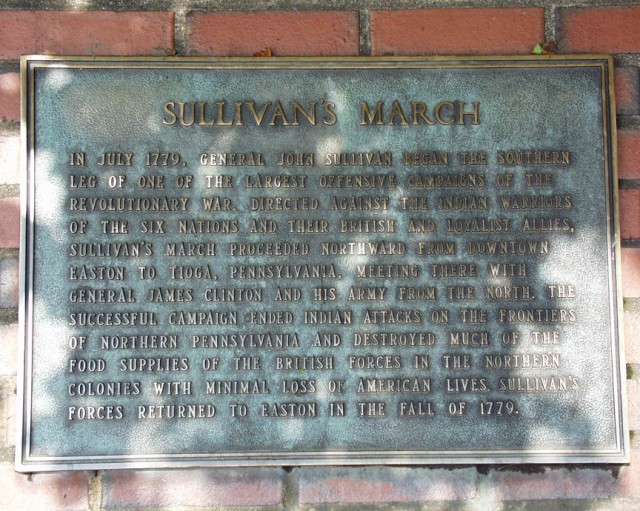 SULLIVAN'S MARCH
IN JULY 1779, GENERAL JOHN SULLIVAN BEGAN THE SOUTHERN
LEG OF ONE OF THE LARGEST OFFENSIVE CAMPAIGNS OF THE
REVOLUTIONARY WAR. DIRECTED AGAINST THE INDIAN WARRIORS
OF THE SIX NATIONS AND THEIR BRITISH AND LOYALIST ALLIES,
SULLIVAN'S MARCH PROCEEDED NORTHWARD FROM DOWNTOWN
EASTON TO TIOGA, PENNSYLVANIA, MEETING THERE WITH
GENERAL JAMES CLINTON AND HIS ARMY FROM THE NORTH. THE
SUCCESSFUL CAMPAIGN ENDED INDIAN ATTACKS ON THE FRONTIERS
OF NORTHERN PENNSYLVANIA AND DESTROYED MUCH OF THE
FOOD SUPPLIES OF THE BRITISH FORCES IN THE NORTHERN
COLONIES WITH MINIMAL LOSS OF AMERICAN LIVES. SULLIVAN'S
FORCES RETURNED TO EASTON IN THE FALL OF 1779.